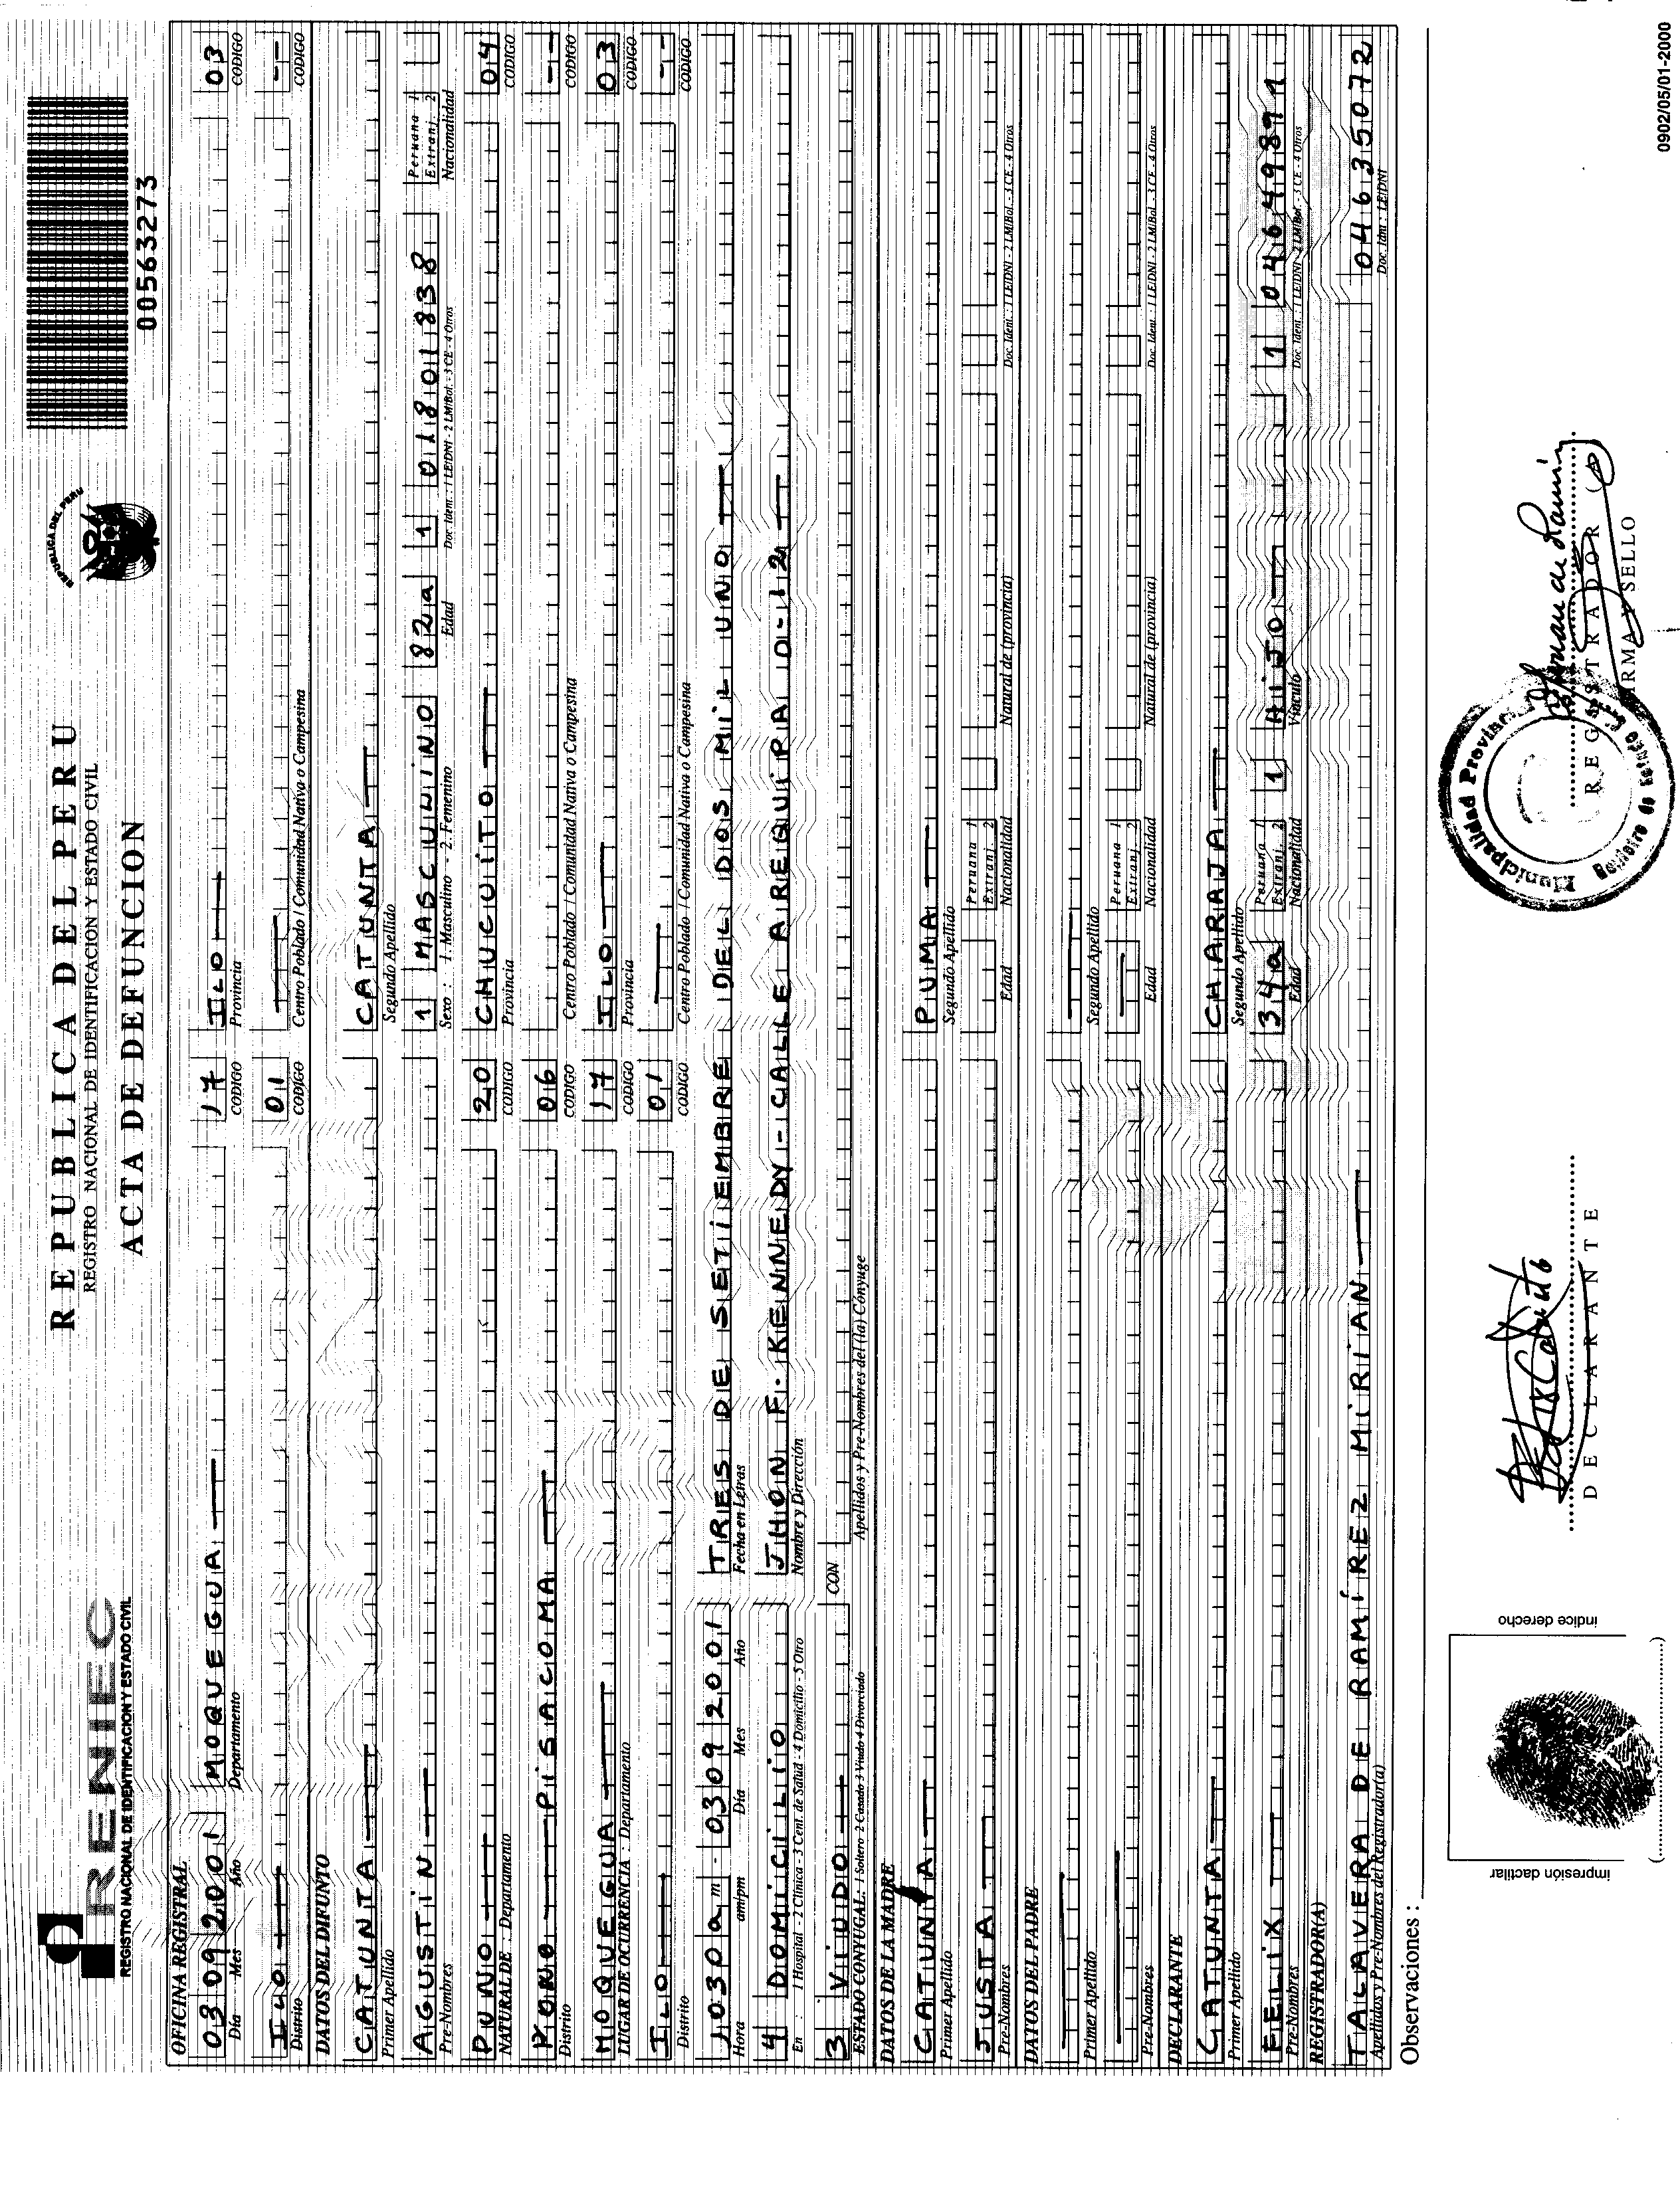 RENIEC
REGISTRO NACIONAL DE IDENTIFICACION Y ESTADO CIVIL
REPUBLICA DEL PERU
REGISTRO NACIONAL DE IDENTIFICACION Y ESTADO CIVIL
ACTA DE DEFUNCION
REPUBLICA DEL PERU
00563273
OFICINA REGISTRAL
03 09 2001 MOQUEGUA 17 ILO 03
Dia Mes Año Departamento CODIGO Provincia CODIGO
ILO 01 --
Distrito CODIGO Centro Poblado / Comunidad Nativa o Campesina CODIGO
DATOS DEL DIFUNTO
CATUNTA CATUNTA
Primer Apellido Segundo Apellido
AGUSTiN 1 MASCULiNO 82a 1 01801838 Peruana 1 Extranj. 2
Pre-Nombres Sexo : 1. Masculino - 2. Femenino Edad Doc. Ident. : 1 LE/DNI - 2 LM/Bol. - 3 CE - 4 Otros Nacionalidad
PUNO 20 CHUCUiTO 04
NATURAL DE : Departamento CODIGO Provincia CODIGO
PiSACOMA 06 --
Distrito CODIGO Centro Poblado / Comunidad Nativa o Campesina CODIGO
MOQUEGUA 17 ILO 03
LUGAR DE OCURRENCIA : Departamento CODIGO Provincia CODIGO
ILO 01 --
Distrito CODIGO Centro Poblado / Comunidad Nativa o Campesina CODIGO
1030 am - 03 09 2001 TRES DE SETiEMBRE DEL DOS MiL UNO
Hora am/pm Dia Mes Año Fecha en Letras
4 DOMiCiLiO JHON F. KENNEDY - CALLE AREQUiPA D-12
En : 1 Hospital - 2 Clínica - 3 Cent. de Salud - 4 Domicilio - 5 Otro Nombre y Dirección
3 ViUDO CON
ESTADO CONYUGAL: 1 Soltero 2 Casado 3 Viudo 4 Divorciado Apellidos y Pre-Nombres del (la) Cónyuge
DATOS DE LA MADRE
CATUNTA PUMA
Primer Apellido Segundo Apellido
JUSTA Peruana 1 Extranj. 2
Pre-Nombres Edad Nacionalidad Natural de (provincia) Doc. Ident. : 1 LE/DNI - 2 LM/Bol. - 3 CE - 4 Otros
DATOS DEL PADRE
Primer Apellido Segundo Apellido
Peruana 1 Extranj. 2
Pre-Nombres Edad Nacionalidad Natural de (provincia) Doc. Ident. : 1 LE/DNI - 2 LM/Bol. - 3 CE - 4 Otros
DECLARANTE
CATUNTA CHARAJA
Primer Apellido Segundo Apellido
FELiX 34a Peruana 1 Extranj. 2 1 HiJO 1 04649891
Pre-Nombres Edad Nacionalidad Vínculo Doc. Ident. : 1 LE/DNI - 2 LM/Bol. - 3 CE - 4 Otros
REGISTRADOR(A)
TALAVERA DE RAMÍREZ MiRiAN 04635072
Apellidos y Pre-Nombres del Registrador(a) Doc. Idnt : LE/DNI
Observaciones :
impresión dactilar
indice derecho
DECLARANTE
Municipalidad Provincial
Registro de Estado Civil
REGISTRADOR (A)
FIRMA Y SELLO
0902/05/01-2000